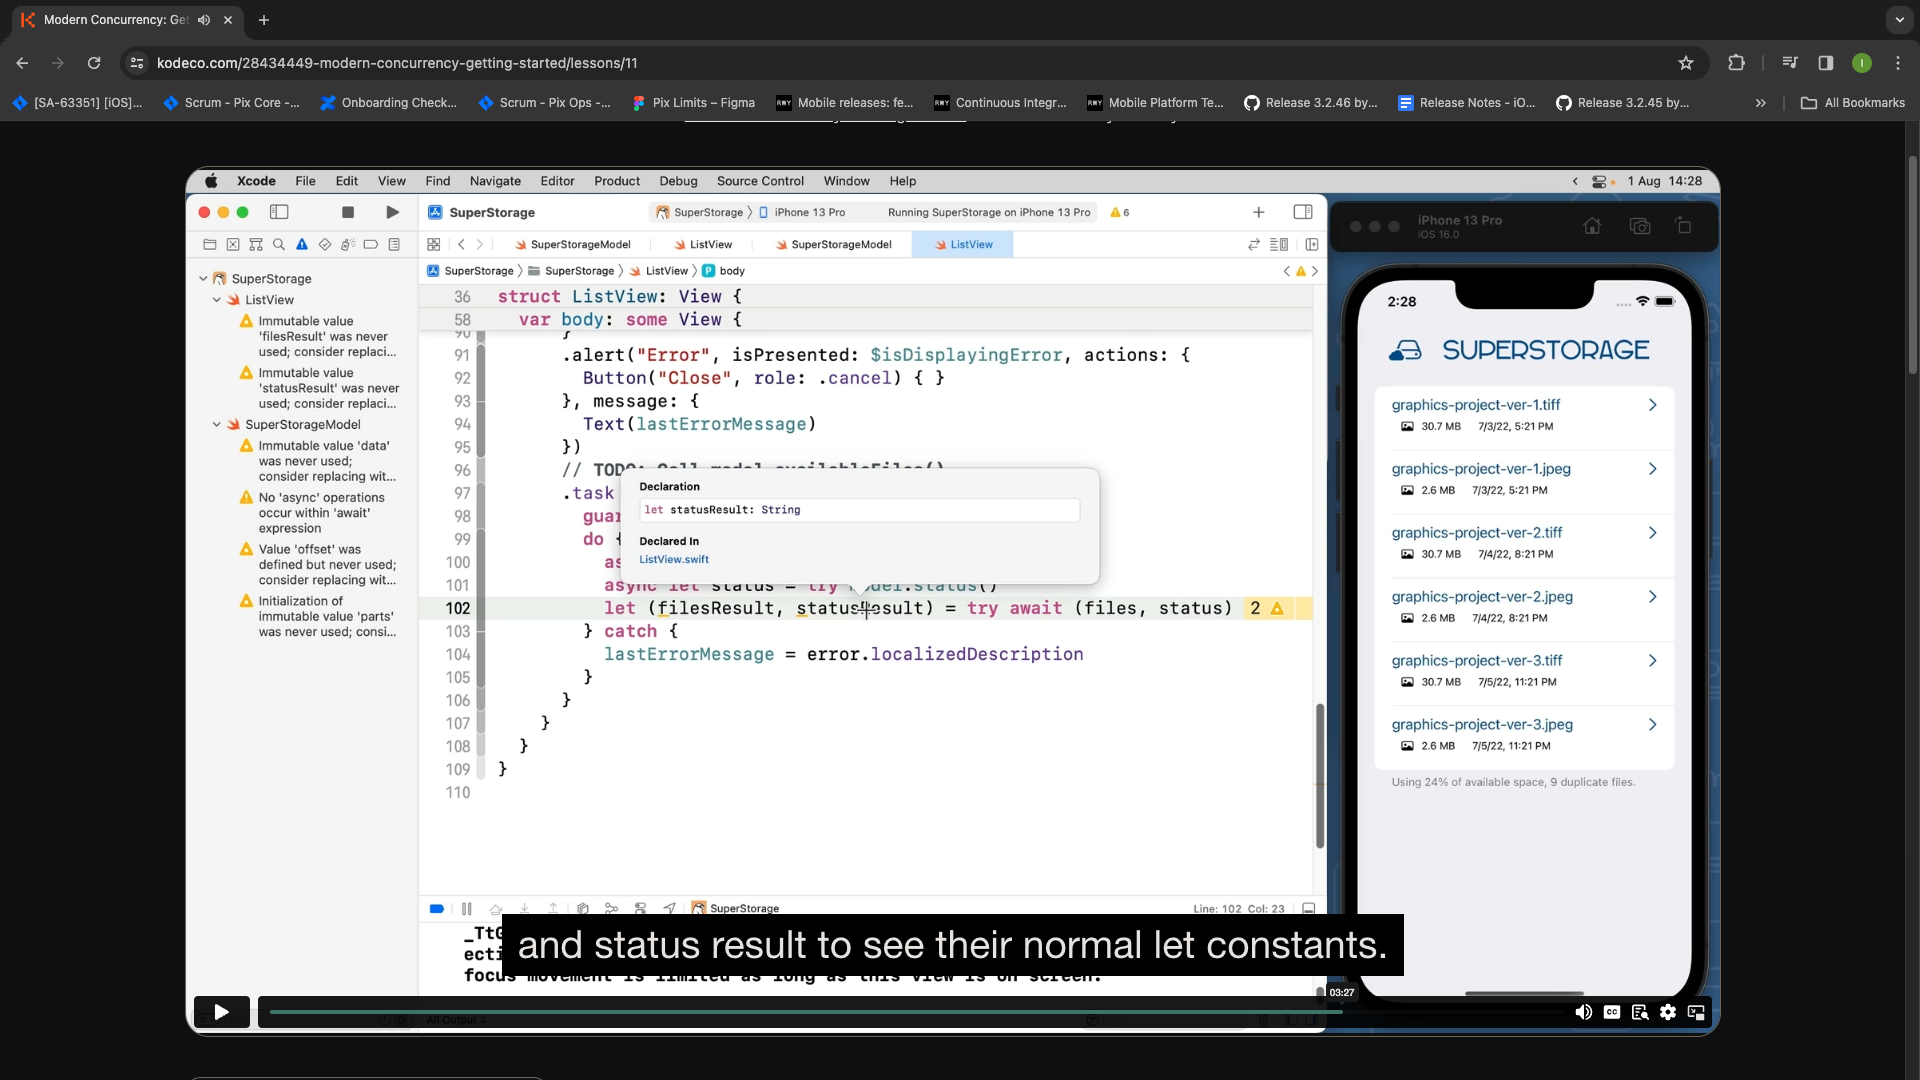 Modern Concurrency: Get
kodeco.com/28434449-modern-concurrency-getting-started/lessons/11
[SA-63351] [iOS]...
Scrum - Pix Core -...
Onboarding Check...
Scrum - Pix Ops -...
Pix Limits – Figma
RWY
Mobile releases: fe...
RWY
Continuous Integr...
RWY
Mobile Platform Te...
Release 3.2.46 by...
Release Notes - iO...
Release 3.2.45 by...
All Bookmarks
Xcode File Edit View Find Navigate Editor Product Debug Source Control Window Help
1 Aug 14:28
SuperStorage
SuperStorage
iPhone 13 Pro
Running SuperStorage on iPhone 13 Pro
6
SuperStorageModel
ListView
SuperStorageModel
ListView
SuperStorage
SuperStorage
ListView
P body
SuperStorage
ListView
Immutable value
'filesResult' was never
used; consider replaci...
Immutable value
'statusResult' was never
used; consider replaci...
SuperStorageModel
Immutable value 'data'
was never used;
consider replacing wit...
No 'async' operations
occur within 'await'
expression
Value 'offset' was
defined but never used;
consider replacing wit...
Initialization of
immutable value 'parts'
was never used; consi...
36 struct ListView: View {
58 var body: some View {
90 }
91 .alert("Error", isPresented: $isDisplayingError, actions: {
92 Button("Close", role: .cancel) { }
93 }, message: {
94 Text(lastErrorMessage)
95 })
96 // TODO: Call model.availableFiles()
97 .task
98 guar
99 do {
100 as
101 async let status = try model.status()
102 let (filesResult, statusResult) = try await (files, status) 2
103 } catch {
104 lastErrorMessage = error.localizedDescription
105 }
106 }
107 }
108 }
109 }
110
Declaration
let statusResult: String
Declared In
ListView.swift
SuperStorage
Line: 102 Col: 23
_TtG
ecti
focus movement is limited as long as this view is on screen.
All Output
and status result to see their normal let constants.
03:27
CC
iPhone 13 Pro
iOS 16.0
2:28
SUPERSTORAGE
graphics-project-ver-1.tiff
30.7 MB 7/3/22, 5:21 PM
graphics-project-ver-1.jpeg
2.6 MB 7/3/22, 5:21 PM
graphics-project-ver-2.tiff
30.7 MB 7/4/22, 8:21 PM
graphics-project-ver-2.jpeg
2.6 MB 7/4/22, 8:21 PM
graphics-project-ver-3.tiff
30.7 MB 7/5/22, 11:21 PM
graphics-project-ver-3.jpeg
2.6 MB 7/5/22, 11:21 PM
Using 24% of available space, 9 duplicate files.